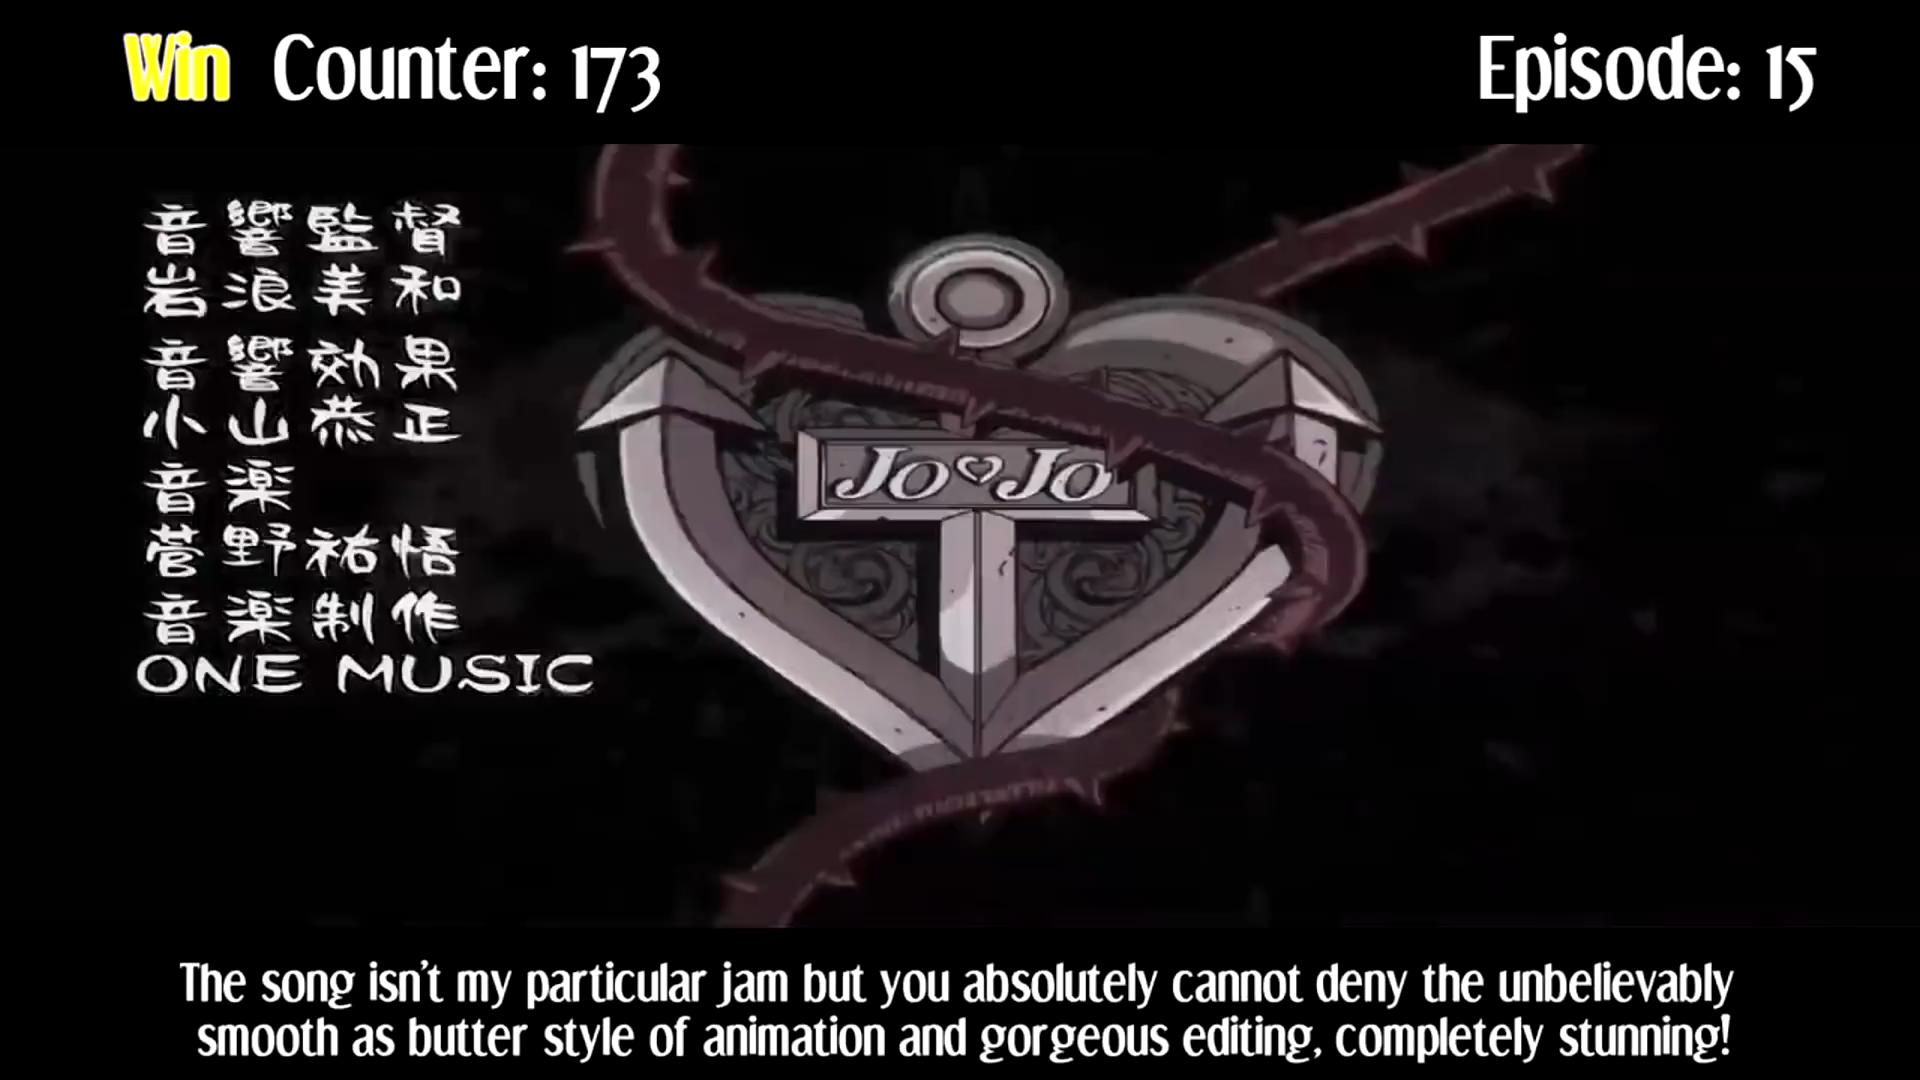 Win Counter: 173
Episode: 15
音響監督
岩浪美和
音響効果
小山恭正
音楽
菅野祐悟
音楽制作
ONE MUSIC
Jo♡Jo
The song isn't my particular jam but you absolutely cannot deny the unbelievably
smooth as butter style of animation and gorgeous editing, completely stunning!